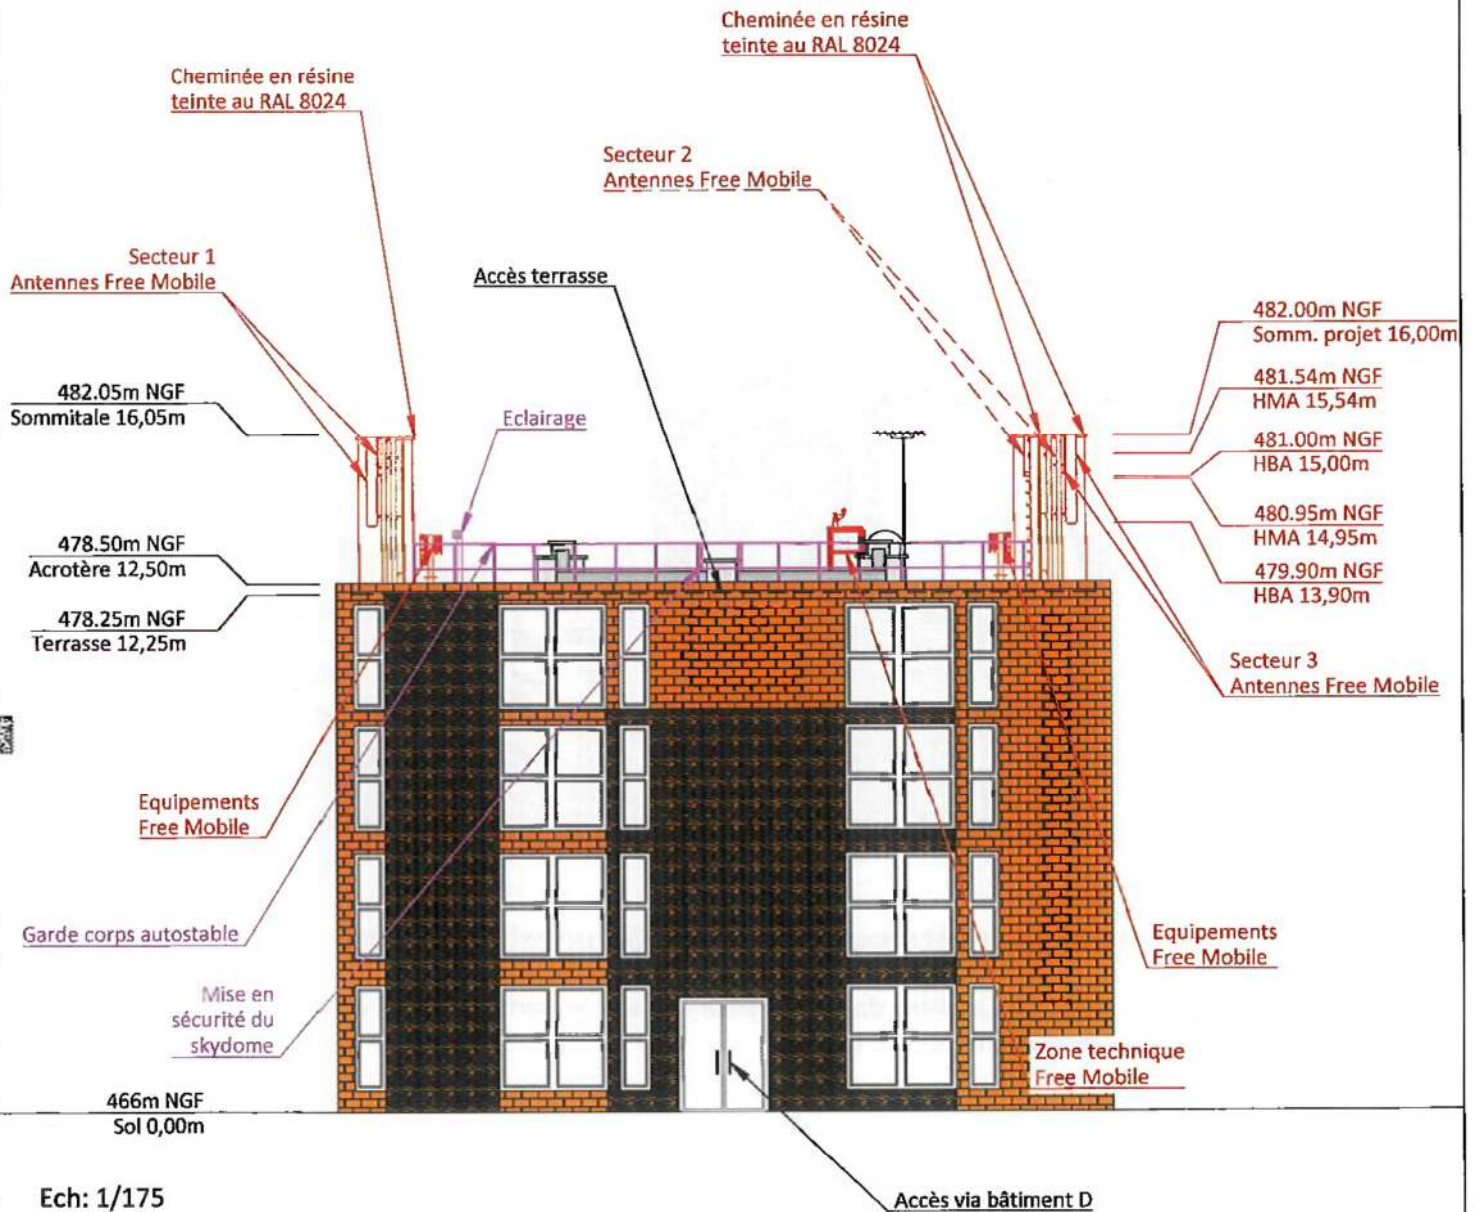 Cheminée en résine
teinte au RAL 8024
Cheminée en résine
teinte au RAL 8024
Secteur 2
Antennes Free Mobile
Secteur 1
Antennes Free Mobile
Accès terrasse
482.00m NGF
Somm. projet 16,00m
482.05m NGF
Sommitale 16,05m
481.54m NGF
HMA 15,54m
Eclairage
481.00m NGF
HBA 15,00m
480.95m NGF
HMA 14,95m
478.50m NGF
Acrotère 12,50m
479.90m NGF
HBA 13,90m
478.25m NGF
Terrasse 12,25m
Secteur 3
Antennes Free Mobile
Equipements
Free Mobile
Garde corps autostable
Equipements
Free Mobile
Mise en
sécurité du
skydome
Zone technique
Free Mobile
466m NGF
Sol 0,00m
Ech: 1/175
Accès via bâtiment D